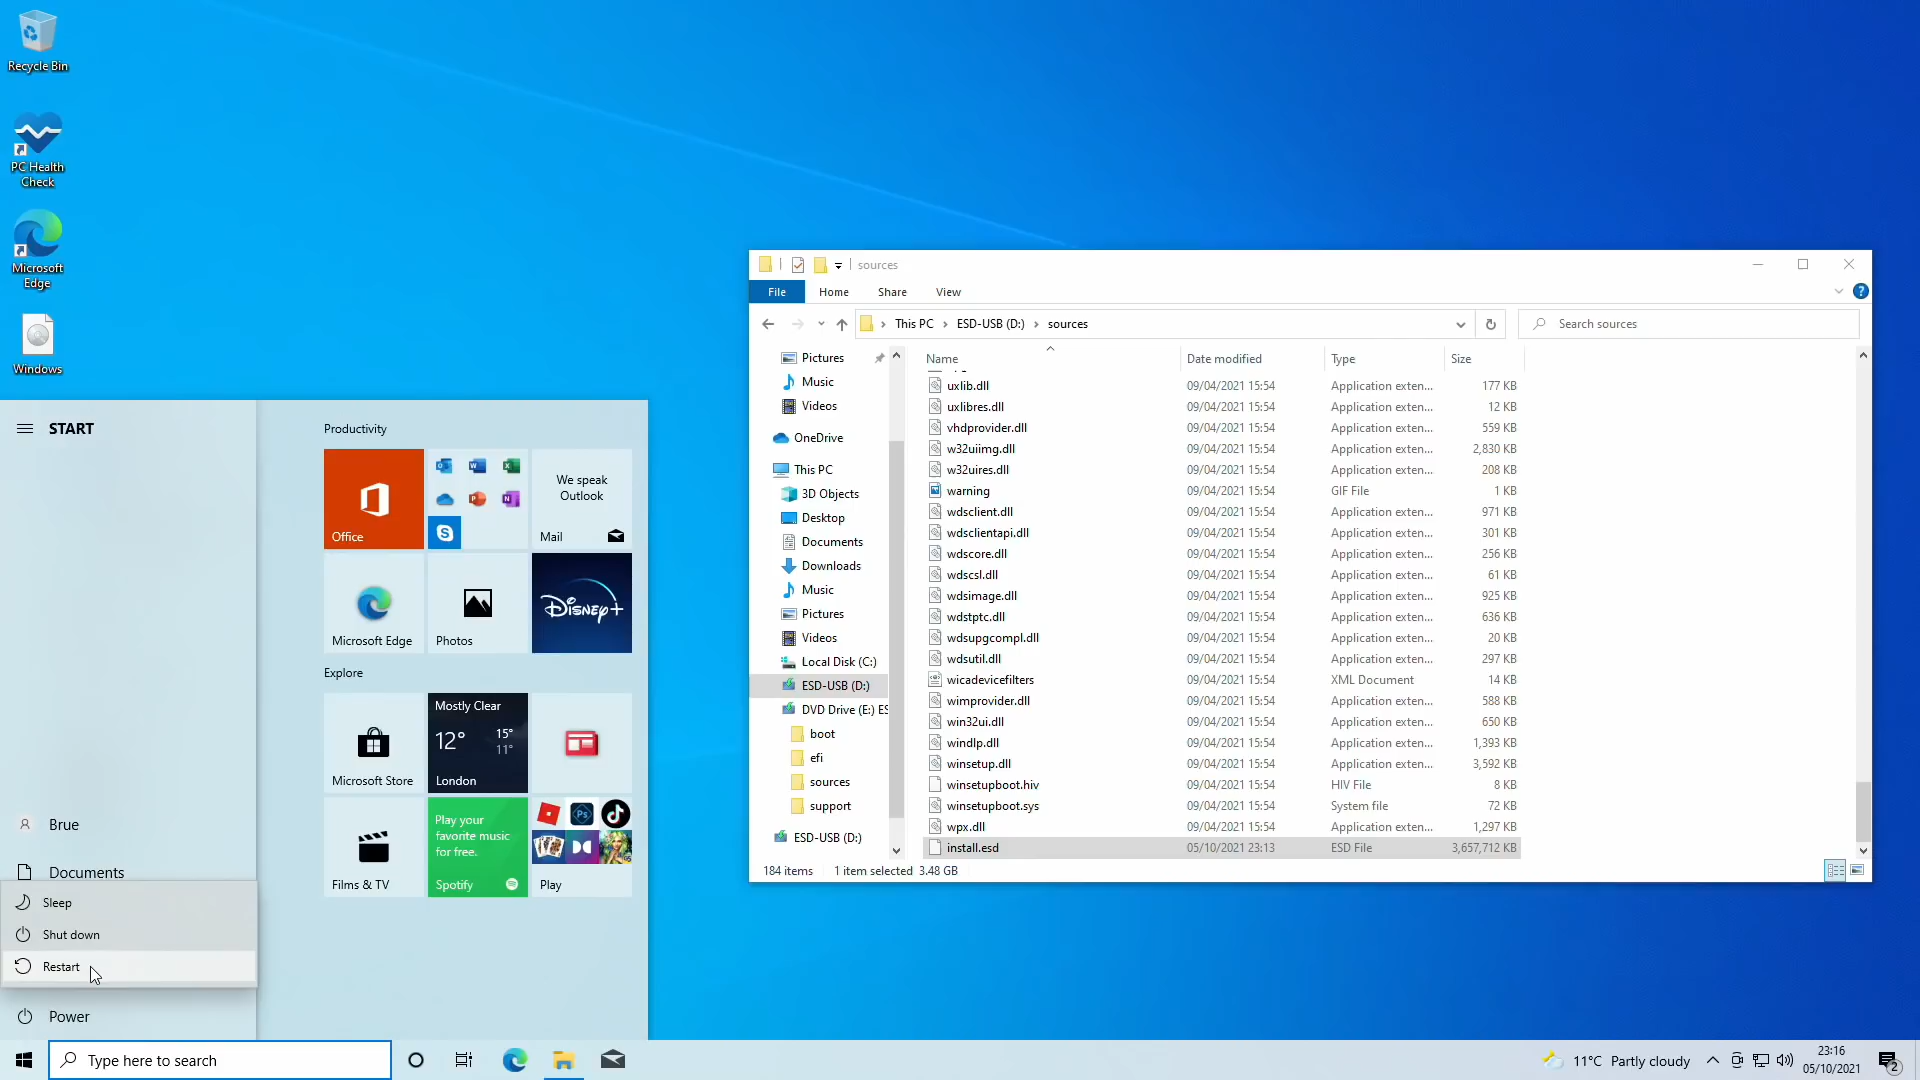 Recycle Bin
PC Health
Check
Microsoft
Edge
Windows
START
Brue
Documents
Sleep
Shut down
Restart
Power
Productivity
Office
We speak
Outlook
Mail
Microsoft Edge
Photos
Disney+
Explore
Microsoft Store
Mostly Clear
12° 15°
11°
London
Films & TV
Play your
favorite music
for free.
Spotify
Play
sources
File Home Share View
This PC › ESD-USB (D:) › sources
Search sources
Pictures
Music
Videos
OneDrive
This PC
3D Objects
Desktop
Documents
Downloads
Music
Pictures
Videos
Local Disk (C:)
ESD-USB (D:)
DVD Drive (E:) ES
boot
efi
sources
support
ESD-USB (D:)
Name Date modified Type Size
uxlib.dll 09/04/2021 15:54 Application exten... 177 KB
uxlibres.dll 09/04/2021 15:54 Application exten... 12 KB
vhdprovider.dll 09/04/2021 15:54 Application exten... 559 KB
w32uiimg.dll 09/04/2021 15:54 Application exten... 2,830 KB
w32uires.dll 09/04/2021 15:54 Application exten... 208 KB
warning 09/04/2021 15:54 GIF File 1 KB
wdsclient.dll 09/04/2021 15:54 Application exten... 971 KB
wdsclientapi.dll 09/04/2021 15:54 Application exten... 301 KB
wdscore.dll 09/04/2021 15:54 Application exten... 256 KB
wdscsl.dll 09/04/2021 15:54 Application exten... 61 KB
wdsimage.dll 09/04/2021 15:54 Application exten... 925 KB
wdstptc.dll 09/04/2021 15:54 Application exten... 636 KB
wdsupgcompl.dll 09/04/2021 15:54 Application exten... 20 KB
wdsutil.dll 09/04/2021 15:54 Application exten... 297 KB
wicadevicefilters 09/04/2021 15:54 XML Document 14 KB
wimprovider.dll 09/04/2021 15:54 Application exten... 588 KB
win32ui.dll 09/04/2021 15:54 Application exten... 650 KB
windlp.dll 09/04/2021 15:54 Application exten... 1,393 KB
winsetup.dll 09/04/2021 15:54 Application exten... 3,592 KB
winsetupboot.hiv 09/04/2021 15:54 HIV File 8 KB
winsetupboot.sys 09/04/2021 15:54 System file 72 KB
wpx.dll 09/04/2021 15:54 Application exten... 1,297 KB
install.esd 05/10/2021 23:13 ESD File 3,657,712 KB
184 items 1 item selected 3.48 GB
Type here to search
11°C Partly cloudy
23:16
05/10/2021
2